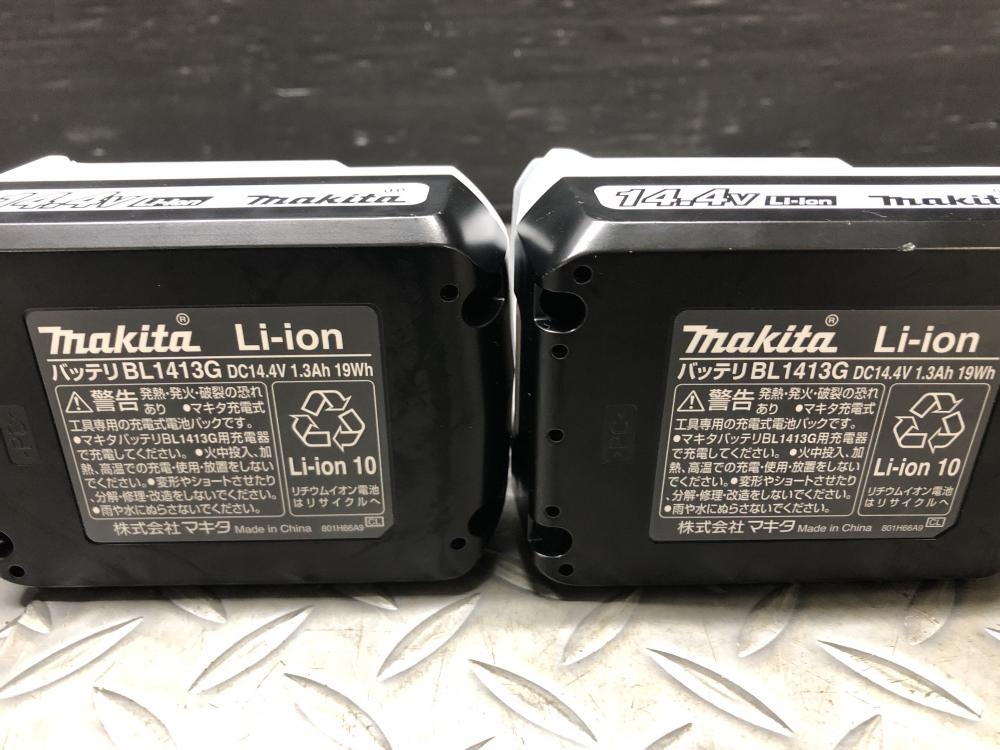 14.4V Li-ion makita
makita® Li-ion
バッテリ BL1413G DC14.4V 1.3Ah 19Wh
⚠警告 発熱・発火・破裂の恐れ
あり ●マキタ充電式
工具専用の充電式電池パックです。
●マキタバッテリBL1413G用充電器
で充電してください。 ●火中投入、加
熱、高温での充電・使用・放置をしない
でください。 ●変形やショートさせたり
、分解・修理・改造をしないでください。
●雨や水にぬらさないでください。
Li-ion 10
リチウムイオン電池
はリサイクルへ
株式会社マキタ Made in China 801H66A9 CL
14.4V Li-ion makit
makita® Li-ion
バッテリ BL1413G DC14.4V 1.3Ah 19Wh
⚠警告 発熱・発火・破裂の恐れ
あり ●マキタ充電式
工具専用の充電式電池パックです。
●マキタバッテリBL1413G用充電器
で充電してください。 ●火中投入、加
熱、高温での充電・使用・放置をしない
でください。 ●変形やショートさせたり
、分解・修理・改造をしないでください。
●雨や水にぬらさないでください。
Li-ion 10
リチウムイオン電池
はリサイクルへ
株式会社マキタ Made in China 801H66A9 CL